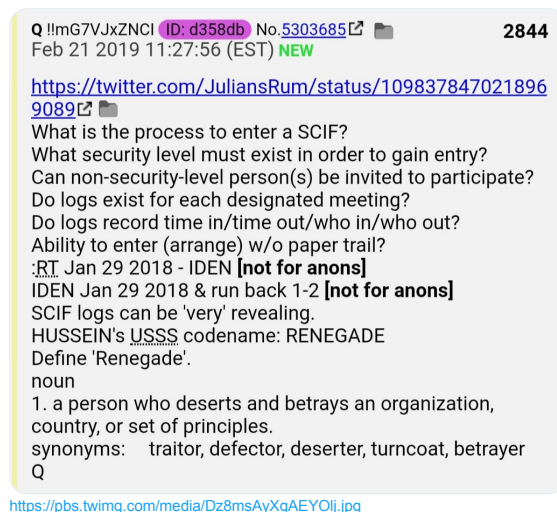 Q !!mG7VJxZNCI ID: d358db No.5303685 2844
Feb 21 2019 11:27:56 (EST) NEW
https://twitter.com/JuliansRum/status/109837847021896
9089
What is the process to enter a SCIF?
What security level must exist in order to gain entry?
Can non-security-level person(s) be invited to participate?
Do logs exist for each designated meeting?
Do logs record time in/time out/who in/who out?
Ability to enter (arrange) w/o paper trail?
:RT Jan 29 2018 - IDEN [not for anons]
IDEN Jan 29 2018 & run back 1-2 [not for anons]
SCIF logs can be 'very' revealing.
HUSSEIN's USSS codename: RENEGADE
Define 'Renegade'.
noun
1. a person who deserts and betrays an organization,
country, or set of principles.
synonyms: traitor, defector, deserter, turncoat, betrayer
Q
https://pbs.twimg.com/media/Dz8msAvXgAEYOlj.jpg